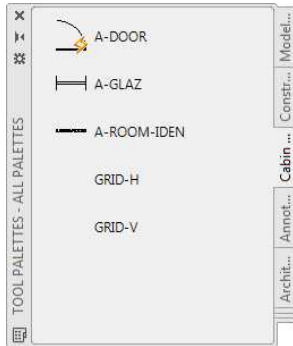 A-DOOR
A-GLAZ
A-ROOM-IDEN
GRID-H
GRID-V
TOOL PALETTES - ALL PALETTES
Model...
Constr...
Cabin ...
Annot...
Archit...